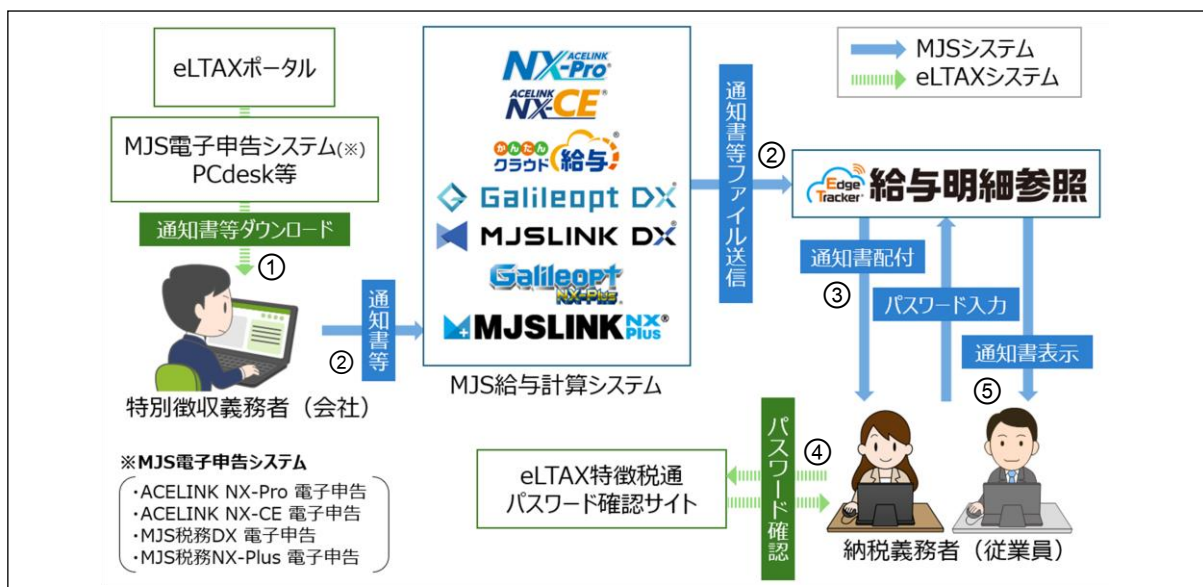 eLTAXポータル
MJS電子申告システム(※)
PCdesk等
通知書等ダウンロード
①
特別徴収義務者（会社）
※MJS電子申告システム
・ACELINK NX-Pro 電子申告
・ACELINK NX-CE 電子申告
・MJS税務DX 電子申告
・MJS税務NX-Plus 電子申告
通知書等
②
ACELINK
NX-Pro®
ACELINK
NX-CE®
かんたん
クラウド給与®
Galileopt DX®
MJSLINK DX®
Galileopt
NX-Plus®
MJSLINK NX Plus®
MJS給与計算システム
通知書等ファイル送信
②
MJSシステム
eLTAXシステム
Edge Tracker® 給与明細参照
通知書配付
③
パスワード入力
通知書表示
⑤
パスワード確認
④
eLTAX特徴税通
パスワード確認サイト
納税義務者（従業員）